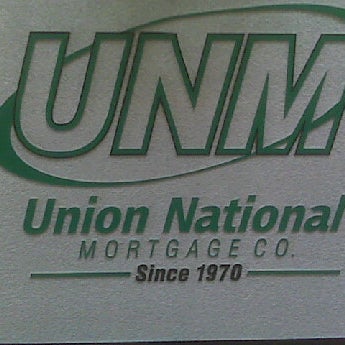 UNM
Union National
MORTGAGE CO.
Since 1970